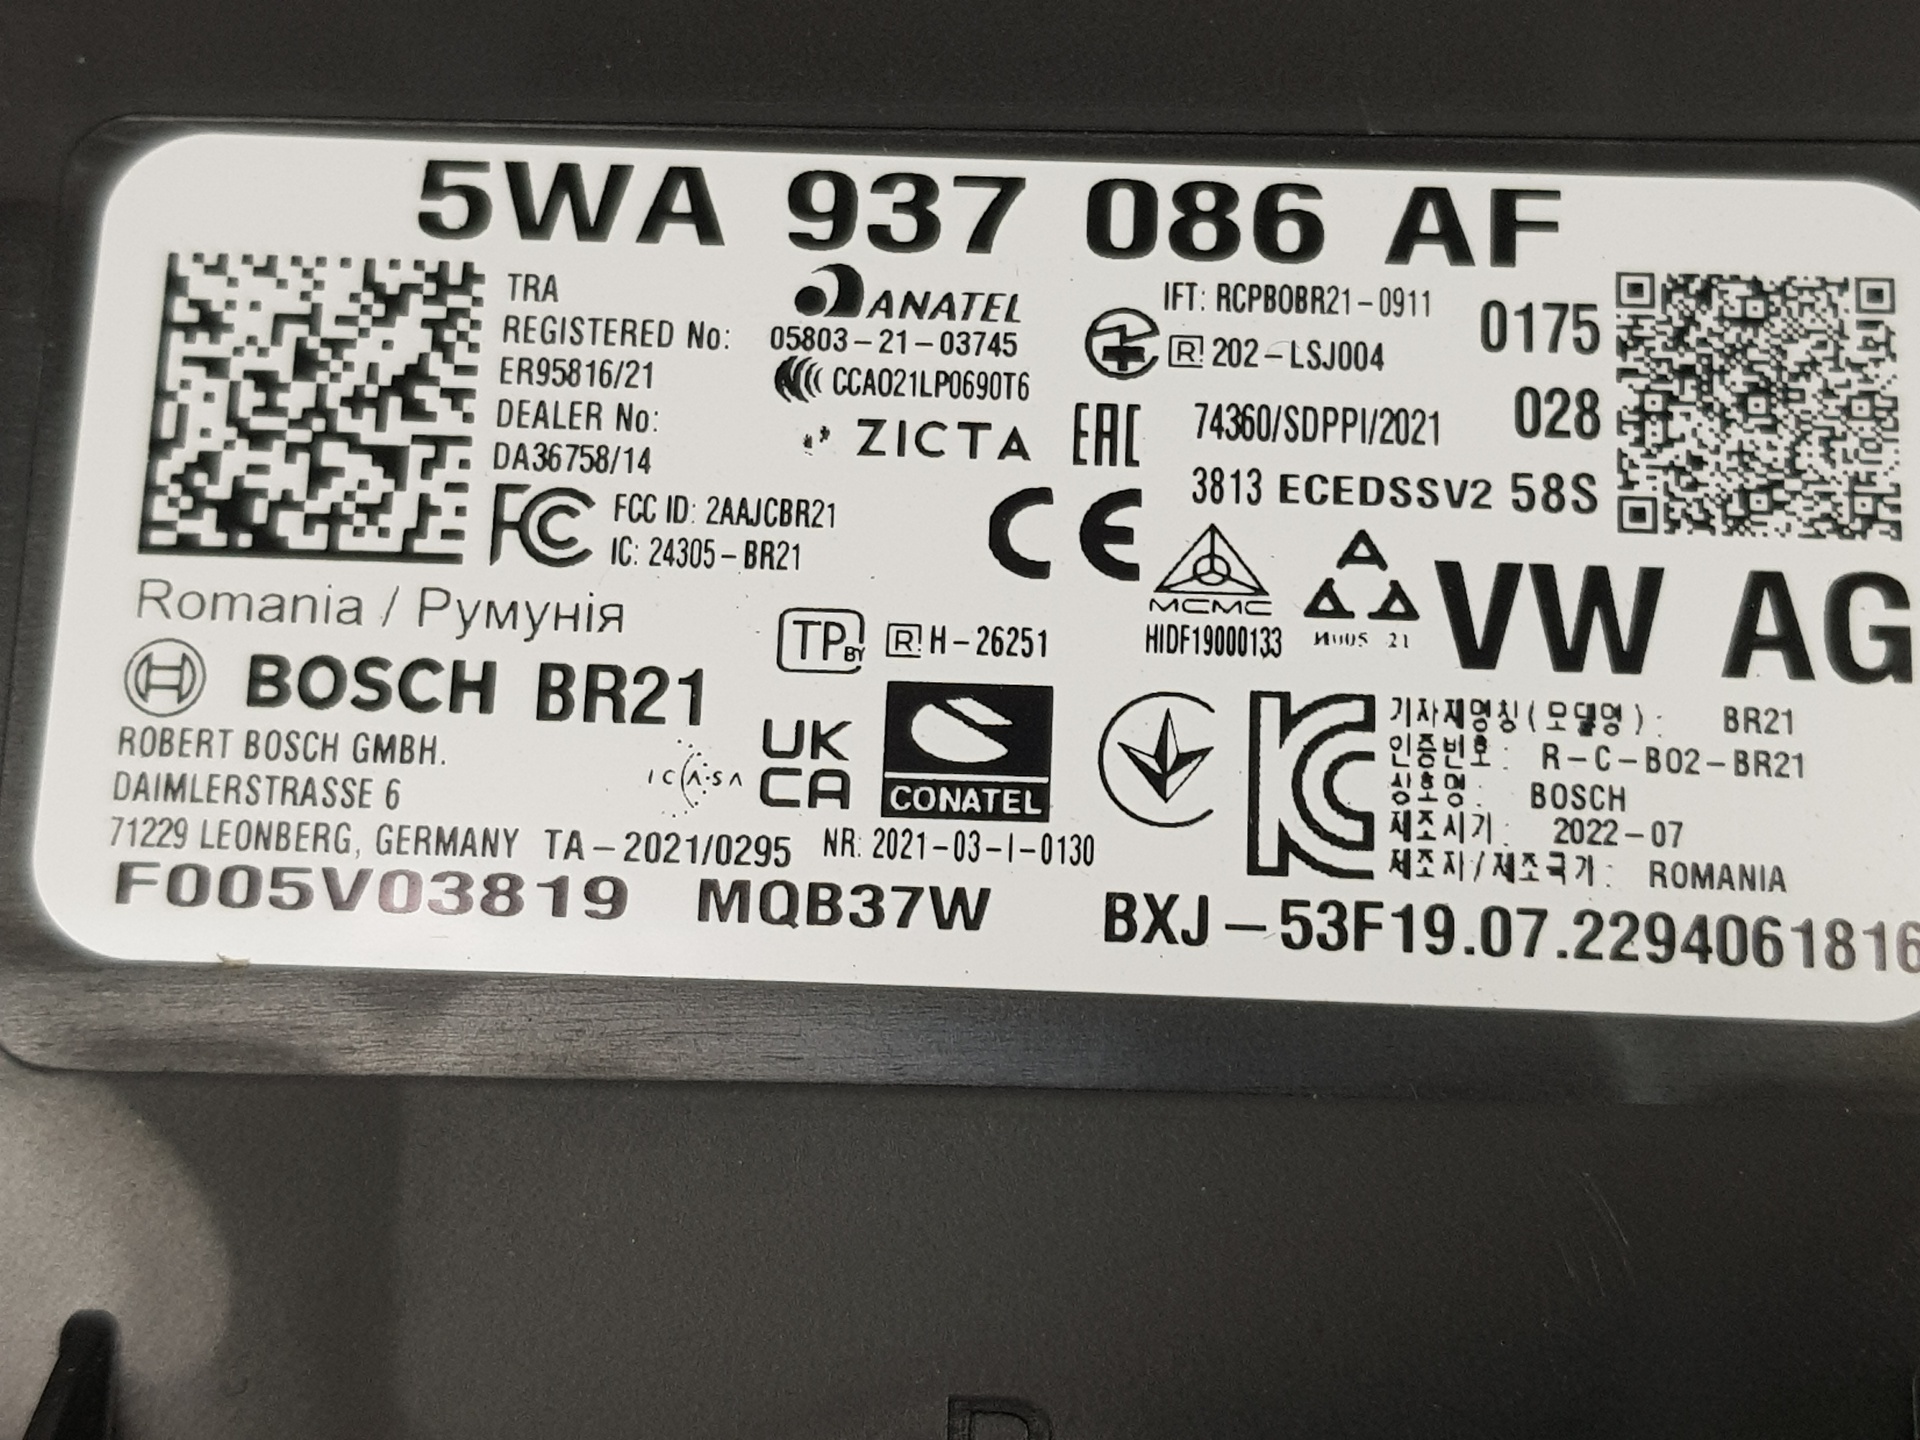 5WA 937 086 AF
TRA
REGISTERED No:
ER95816/21
DEALER No:
DA36758/14
ANATEL
05803-21-03745
CCAO21LP0690T6
ZICTA
IFT: RCPBOBR21-0911
R 202-LSJ004
EAC
74360/SDPPI/2021
0175
028
3813 ECEDSSV2 58S
FC FCC ID: 2AAJCBR21
IC: 24305-BR21
CE
MCMC
HIDF19000133
21
VW AG
Romania / Румунія
TP BY
R H-26251
BOSCH BR21
ROBERT BOSCH GMBH.
DAIMLERSTRASSE 6
71229 LEONBERG, GERMANY
ICASA
TA-2021/0295
UK
CA
CONATEL
NR: 2021-03-I-0130
기자재명칭(모델명): BR21
인증번호: R-C-B02-BR21
상호명: BOSCH
제조시기: 2022-07
제조자/제조국가: ROMANIA
F005V03819 MQB37W BXJ-53F19.07.2294061816